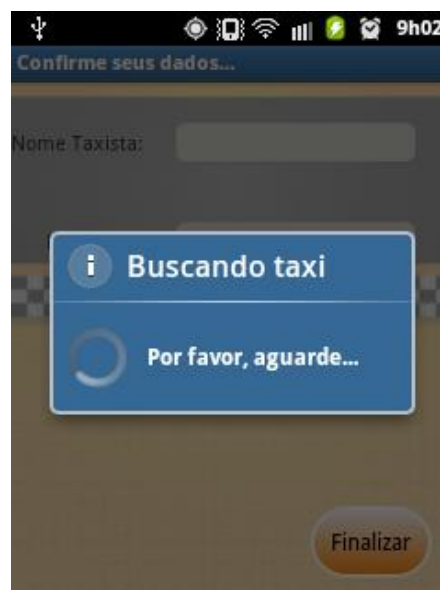 9h02
Confirme seus dados...
Nome Taxista:
Buscando taxi
Por favor, aguarde...
Finalizar